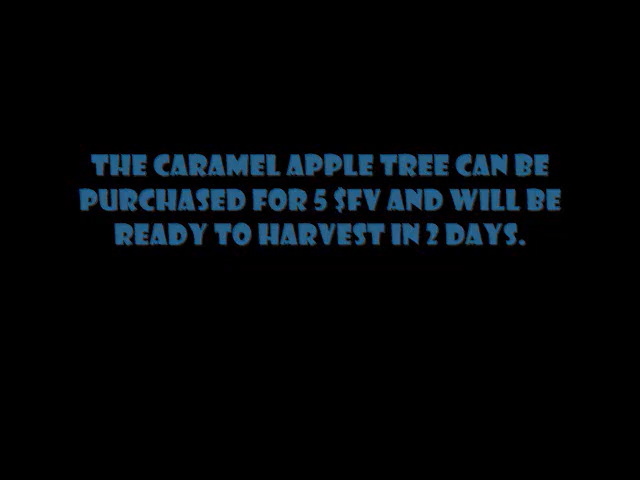 THE CARAMEL APPLE TREE CAN BE
PURCHASED FOR 5 $FV AND WILL BE
READY TO HARVEST IN 2 DAYS.